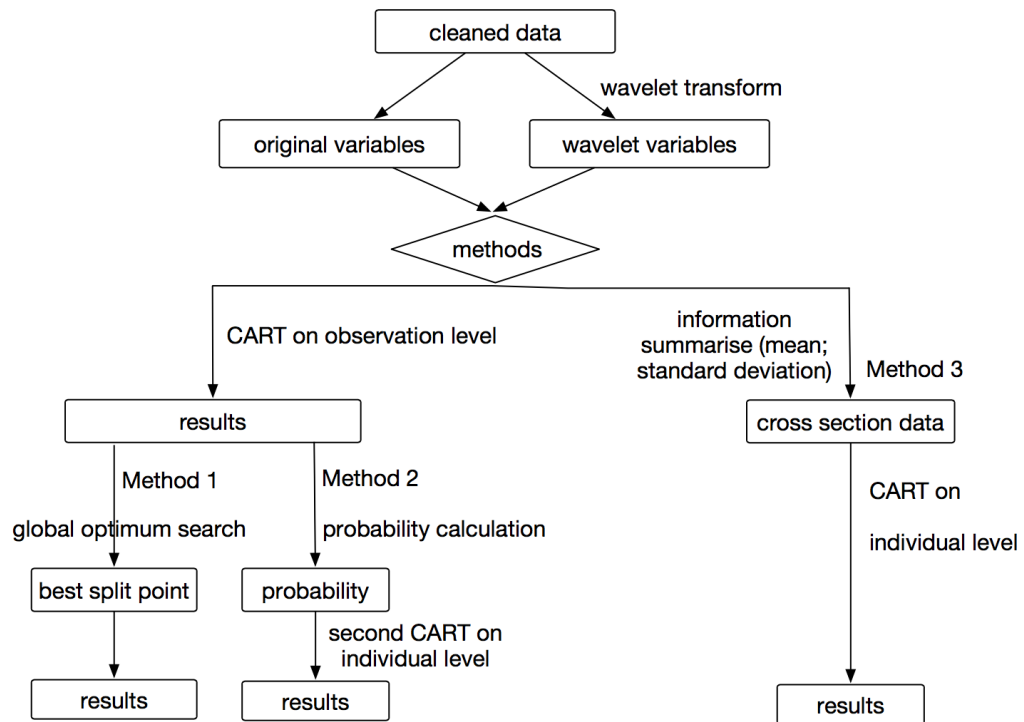 cleaned data
wavelet transform
original variables
wavelet variables
methods
CART on observation level
information
summarise (mean;
standard deviation)
Method 3
results
cross section data
Method 1
Method 2
CART on
global optimum search
probability calculation
individual level
best split point
probability
second CART on
individual level
results
results
results